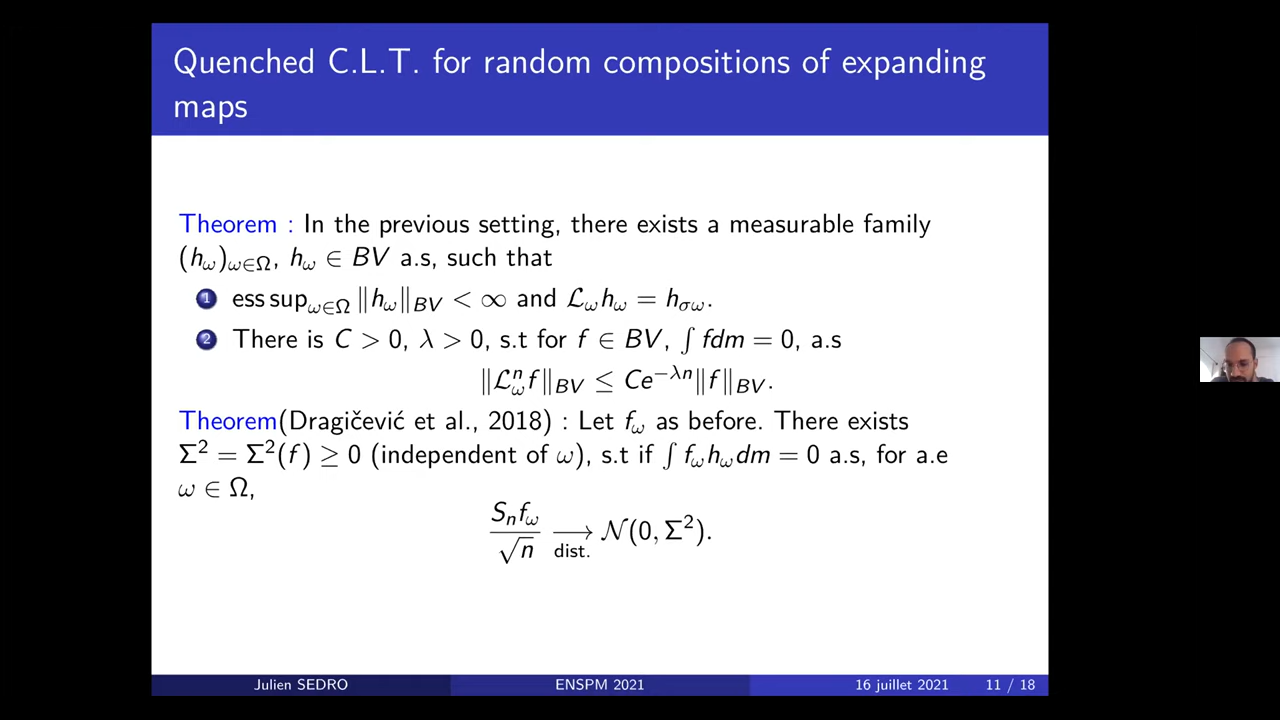 Quenched C.L.T. for random compositions of expanding
maps
Theorem : In the previous setting, there exists a measurable family
(h_ω)_{ω∈Ω}, h_ω ∈ BV a.s, such that
1 ess sup_{ω∈Ω} ‖h_ω‖_{BV} < ∞ and ℒ_ω h_ω = h_{σω}.
2 There is C > 0, λ > 0, s.t for f ∈ BV, ∫ fdm = 0, a.s
‖ℒ_ω^n f‖_{BV} ≤ Ce^{−λn}‖f‖_{BV}.
Theorem(Dragičević et al., 2018) : Let f_ω as before. There exists
Σ² = Σ²(f) ≥ 0 (independent of ω), s.t if ∫ f_ω h_ω dm = 0 a.s, for a.e
ω ∈ Ω,
S_n f_ω / √n ⟶_{dist.} 𝒩(0, Σ²).
Julien SEDRO ENSPM 2021 16 juillet 2021 11 / 18